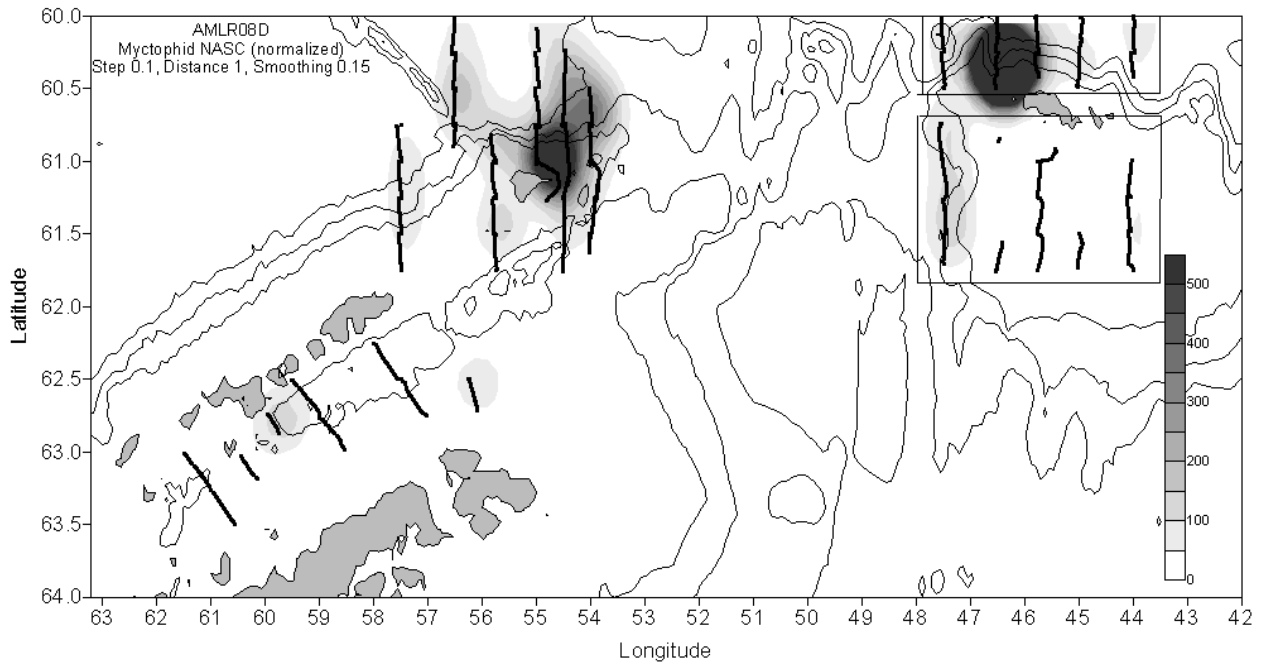 AMLR08D
Myctophid NASC (normalized)
Step 0.1, Distance 1, Smoothing 0.15
60.0
60.5
61.0
61.5
62.0
62.5
63.0
63.5
64.0
Latitude
500
400
300
200
100
0
63 62 61 60 59 58 57 56 55 54 53 52 51 50 49 48 47 46 45 44 43 42
Longitude